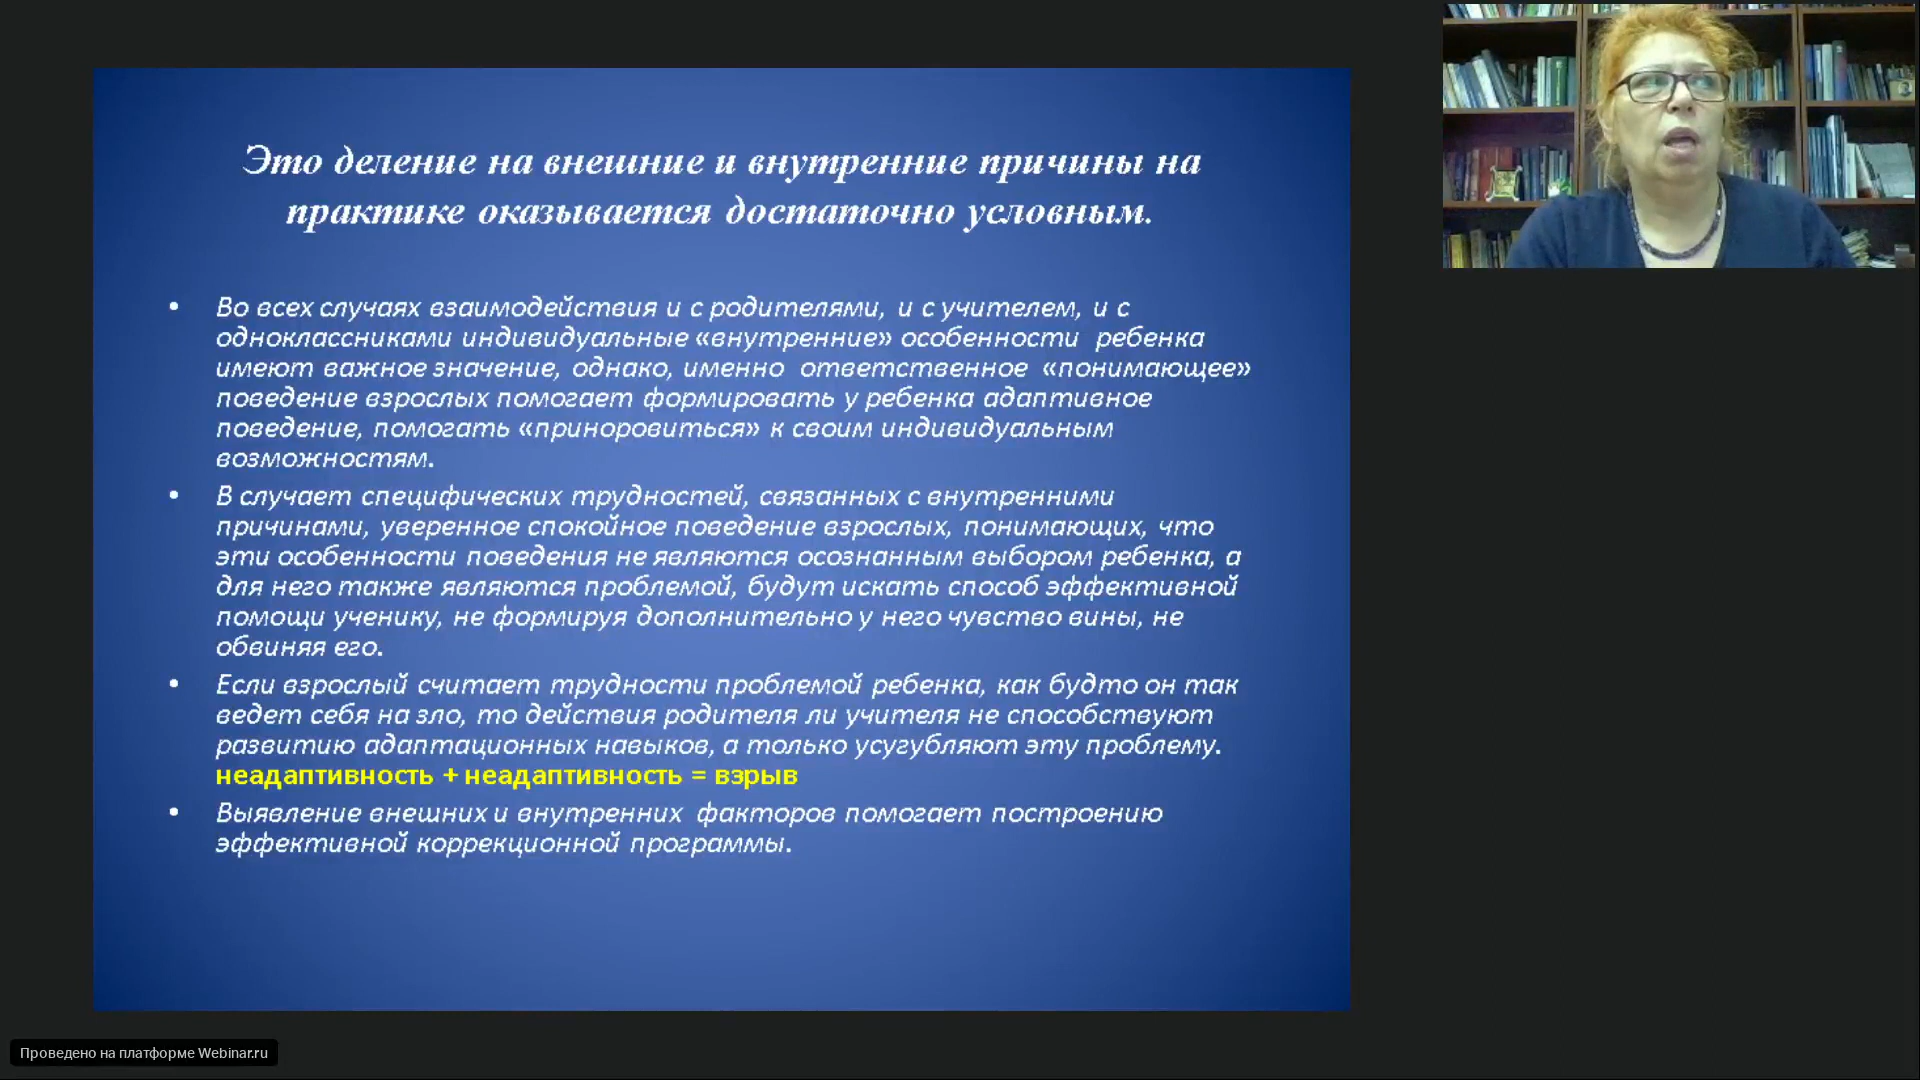 Это деление на внешние и внутренние причины на
практике оказывается достаточно условным.
• Во всех случаях взаимодействия и с родителями, и с учителем, и с
одноклассниками индивидуальные «внутренние» особенности ребенка
имеют важное значение, однако, именно ответственное «понимающее»
поведение взрослых помогает формировать у ребенка адаптивное
поведение, помогать «приноровиться» к своим индивидуальным
возможностям.
• В случает специфических трудностей, связанных с внутренними
причинами, уверенное спокойное поведение взрослых, понимающих, что
эти особенности поведения не являются осознанным выбором ребенка, а
для него также являются проблемой, будут искать способ эффективной
помощи ученику, не формируя дополнительно у него чувство вины, не
обвиняя его.
• Если взрослый считает трудности проблемой ребенка, как будто он так
ведет себя на зло, то действия родителя ли учителя не способствуют
развитию адаптационных навыков, а только усугубляют эту проблему.
неадаптивность + неадаптивность = взрыв
• Выявление внешних и внутренних факторов помогает построению
эффективной коррекционной программы.
Проведено на платформе Webinar.ru